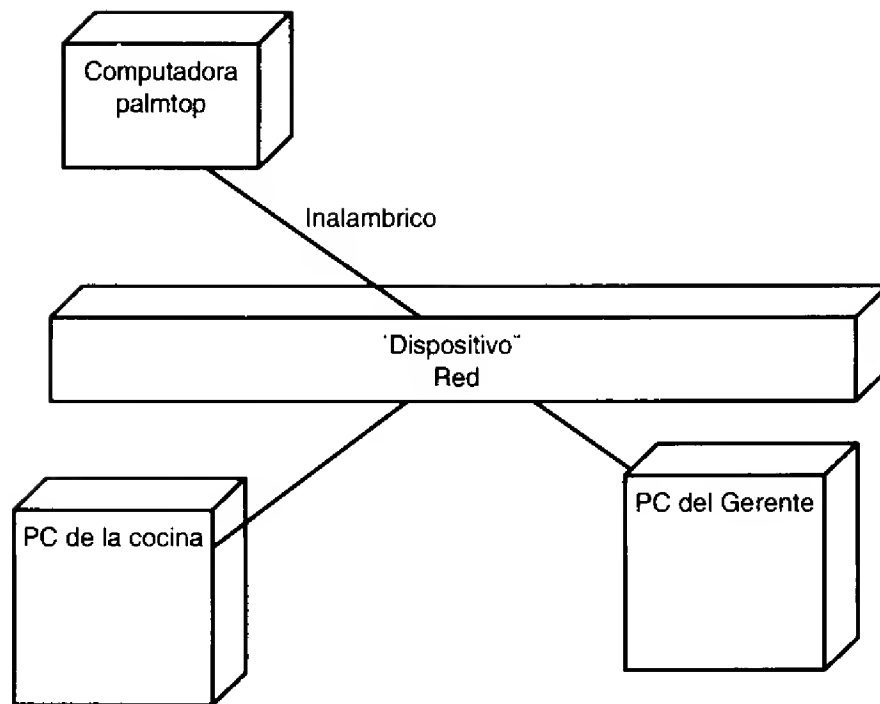 Computadora
palmtop
Inalambrico
"Dispositivo"
Red
PC de la cocina
PC del Gerente